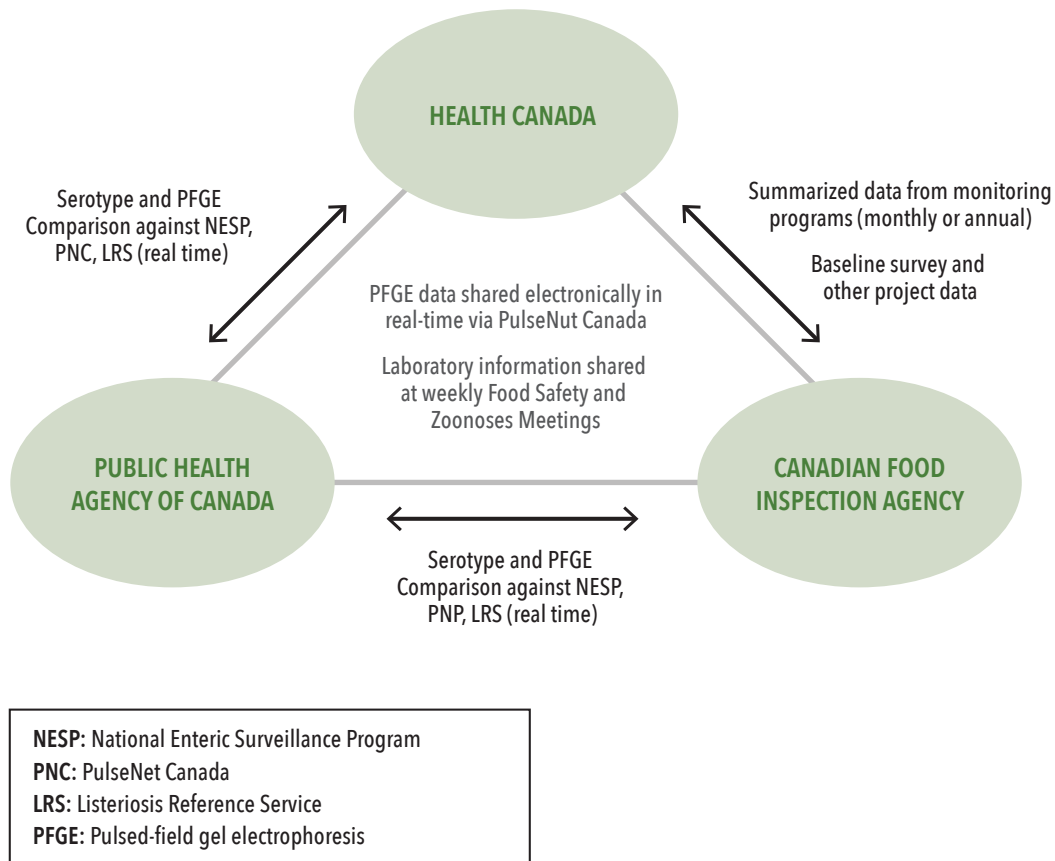 HEALTH CANADA
Serotype and PFGE
Comparison against NESP,
PNC, LRS (real time)
Summarized data from monitoring
programs (monthly or annual)
Baseline survey and
other project data
PFGE data shared electronically in
real-time via PulseNut Canada
Laboratory information shared
at weekly Food Safety and
Zoonoses Meetings
PUBLIC HEALTH
AGENCY OF CANADA
CANADIAN FOOD
INSPECTION AGENCY
Serotype and PFGE
Comparison against NESP,
PNP, LRS (real time)
NESP: National Enteric Surveillance Program
PNC: PulseNet Canada
LRS: Listeriosis Reference Service
PFGE: Pulsed-field gel electrophoresis